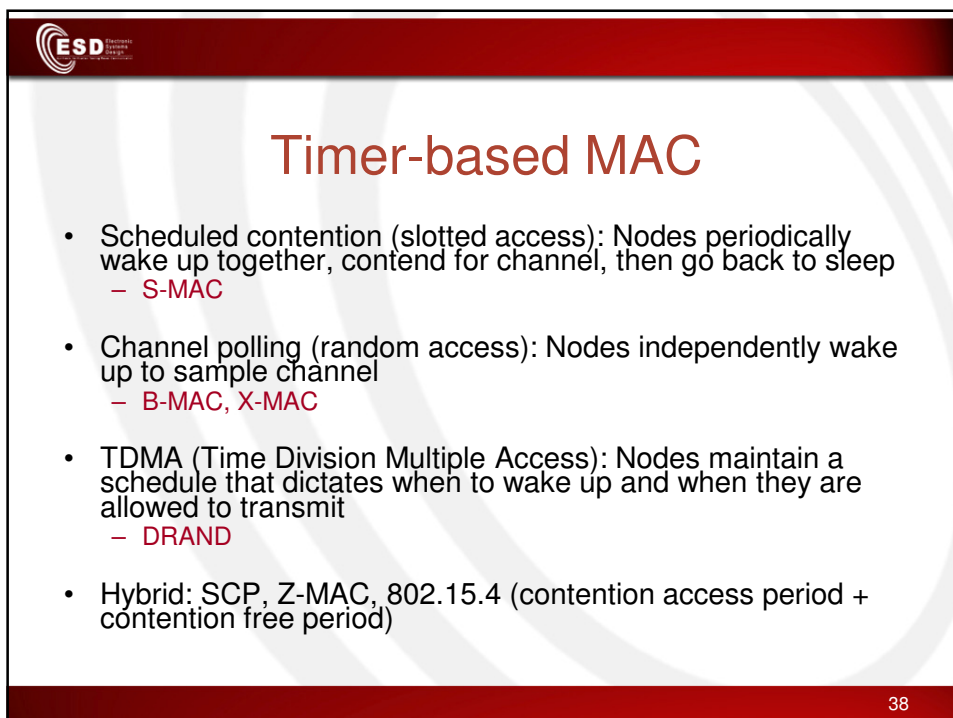 ESD Electronic
Systems
Design
Timer-based MAC
• Scheduled contention (slotted access): Nodes periodically
wake up together, contend for channel, then go back to sleep
– S-MAC
• Channel polling (random access): Nodes independently wake
up to sample channel
– B-MAC, X-MAC
• TDMA (Time Division Multiple Access): Nodes maintain a
schedule that dictates when to wake up and when they are
allowed to transmit
– DRAND
• Hybrid: SCP, Z-MAC, 802.15.4 (contention access period +
contention free period)
38